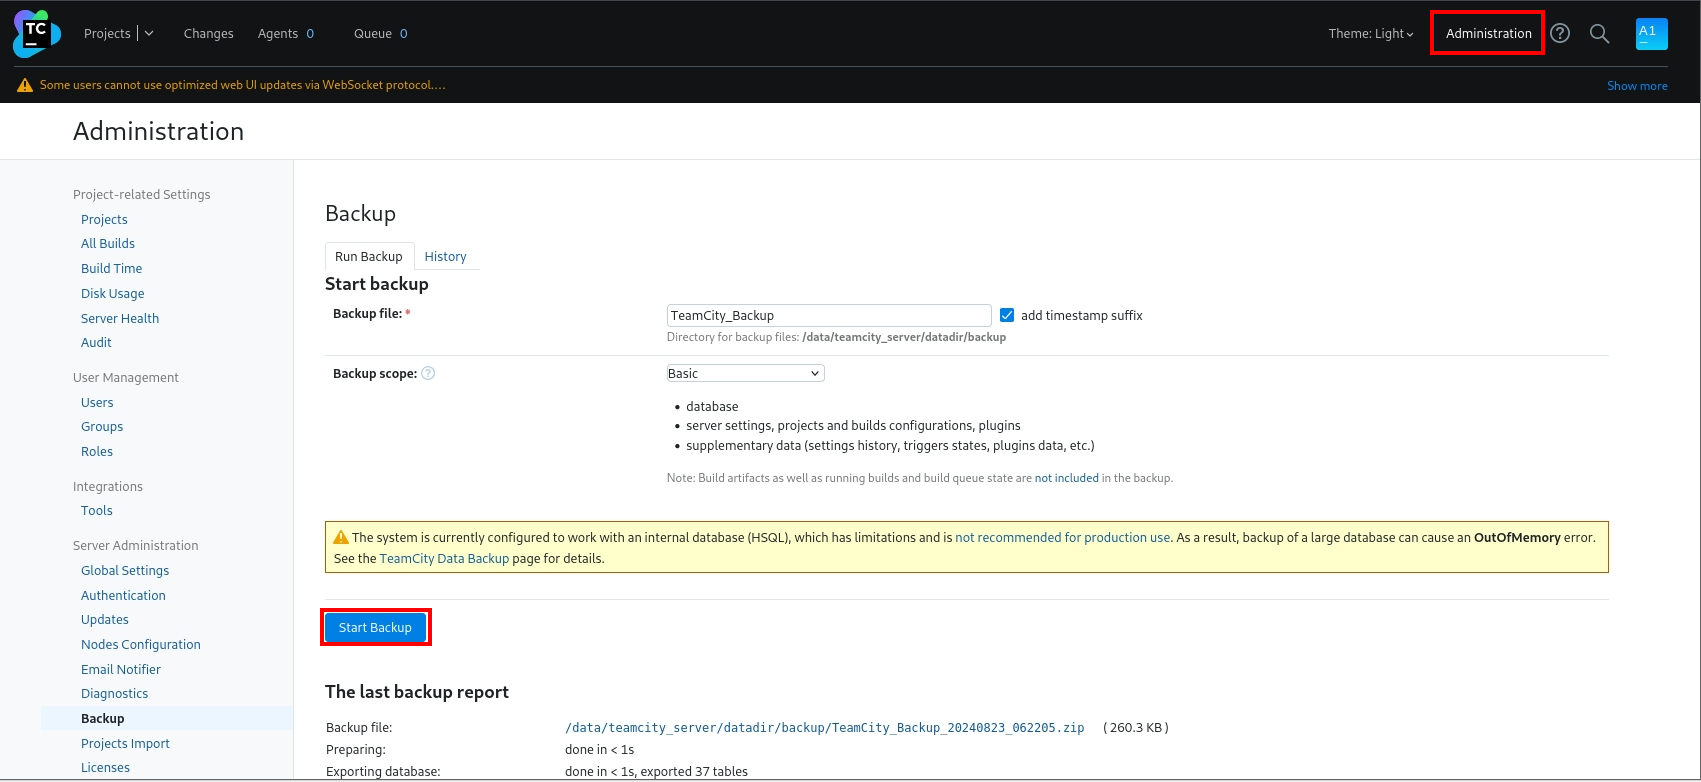 TC
Projects
Changes
Agents 0
Queue 0
Theme: Light
Administration
?
A1
Some users cannot use optimized web UI updates via WebSocket protocol....
Show more
Administration
Project-related Settings
Projects
All Builds
Build Time
Disk Usage
Server Health
Audit
User Management
Users
Groups
Roles
Integrations
Tools
Server Administration
Global Settings
Authentication
Updates
Nodes Configuration
Email Notifier
Diagnostics
Backup
Projects Import
Licenses
Backup
Run Backup
History
Start backup
Backup file: *
TeamCity_Backup
add timestamp suffix
Directory for backup files: /data/teamcity_server/datadir/backup
Backup scope: ?
Basic
• database
• server settings, projects and builds configurations, plugins
• supplementary data (settings history, triggers states, plugins data, etc.)
Note: Build artifacts as well as running builds and build queue state are not included in the backup.
The system is currently configured to work with an internal database (HSQL), which has limitations and is not recommended for production use. As a result, backup of a large database can cause an OutOfMemory error.
See the TeamCity Data Backup page for details.
Start Backup
The last backup report
Backup file: /data/teamcity_server/datadir/backup/TeamCity_Backup_20240823_062205.zip ( 260.3 KB )
Preparing: done in < 1s
Exporting database: done in < 1s, exported 37 tables